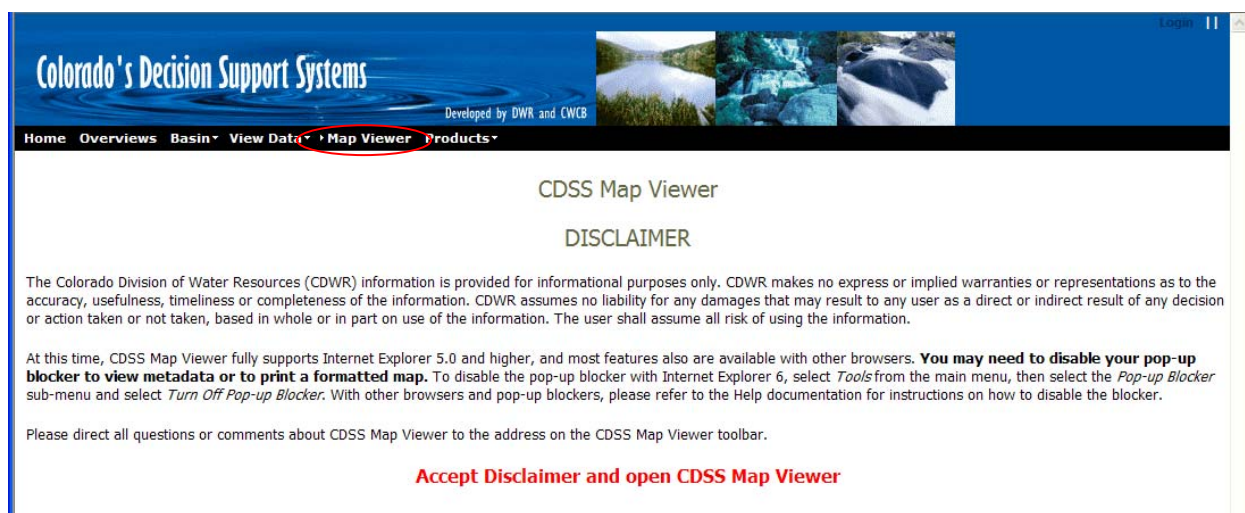 Login ||
Colorado's Decision Support Systems
Developed by DWR and CWCB
Home Overviews Basin View Data Map Viewer Products
CDSS Map Viewer
DISCLAIMER
The Colorado Division of Water Resources (CDWR) information is provided for informational purposes only. CDWR makes no express or implied warranties or representations as to the
accuracy, usefulness, timeliness or completeness of the information. CDWR assumes no liability for any damages that may result to any user as a direct or indirect result of any decision
or action taken or not taken, based in whole or in part on use of the information. The user shall assume all risk of using the information.
At this time, CDSS Map Viewer fully supports Internet Explorer 5.0 and higher, and most features also are available with other browsers. You may need to disable your pop-up
blocker to view metadata or to print a formatted map. To disable the pop-up blocker with Internet Explorer 6, select Tools from the main menu, then select the Pop-up Blocker
sub-menu and select Turn Off Pop-up Blocker. With other browsers and pop-up blockers, please refer to the Help documentation for instructions on how to disable the blocker.
Please direct all questions or comments about CDSS Map Viewer to the address on the CDSS Map Viewer toolbar.
Accept Disclaimer and open CDSS Map Viewer